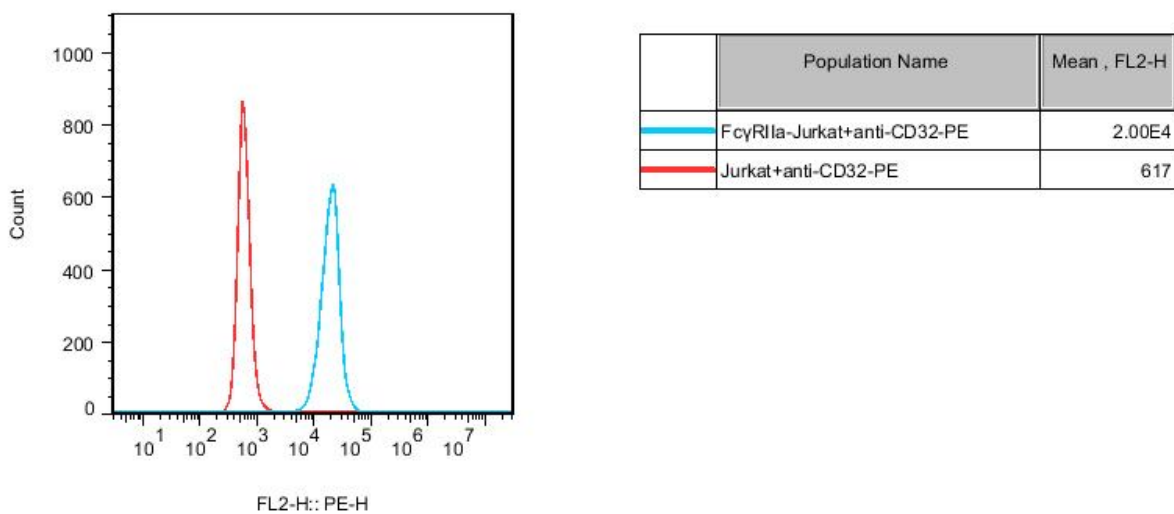 1000
800
600
400
200
0
Count
10^1 10^2 10^3 10^4 10^5 10^6 10^7
FL2-H:: PE-H
Population Name Mean , FL2-H
FcγRIIa-Jurkat+anti-CD32-PE 2.00E4
Jurkat+anti-CD32-PE 617